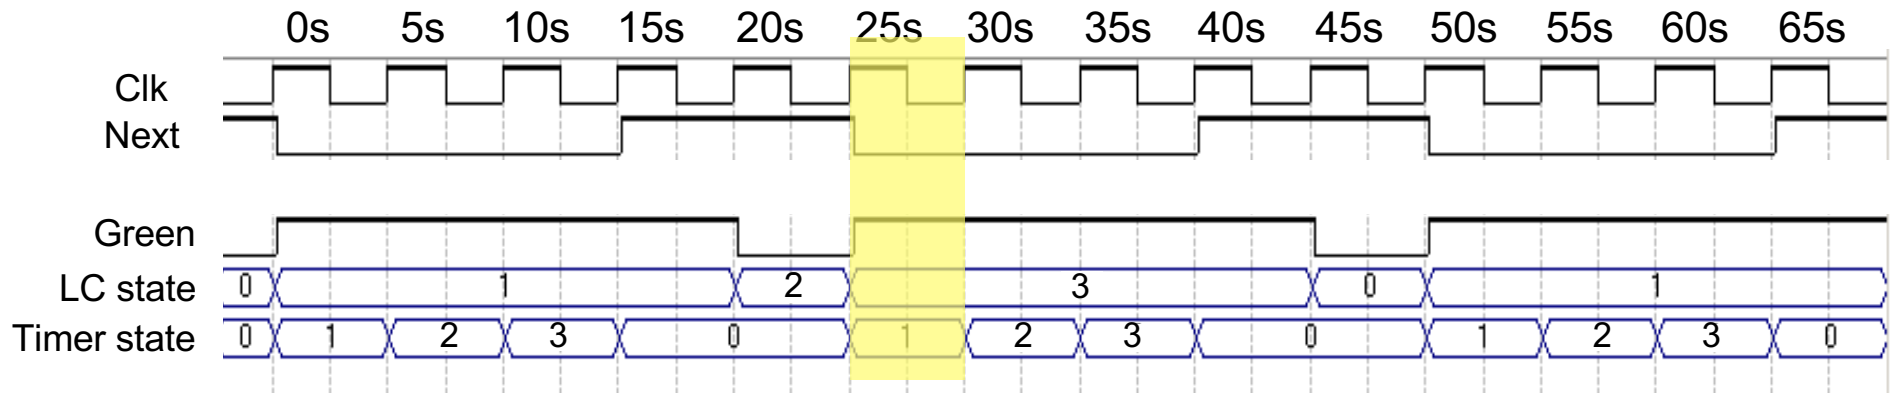 0s 5s 10s 15s 20s 25s 30s 35s 40s 45s 50s 55s 60s 65s
Clk
Next
Green
LC state 0 1 2 3 0 1
Timer state 0 1 2 3 0 1 2 3 0 1 2 3 0